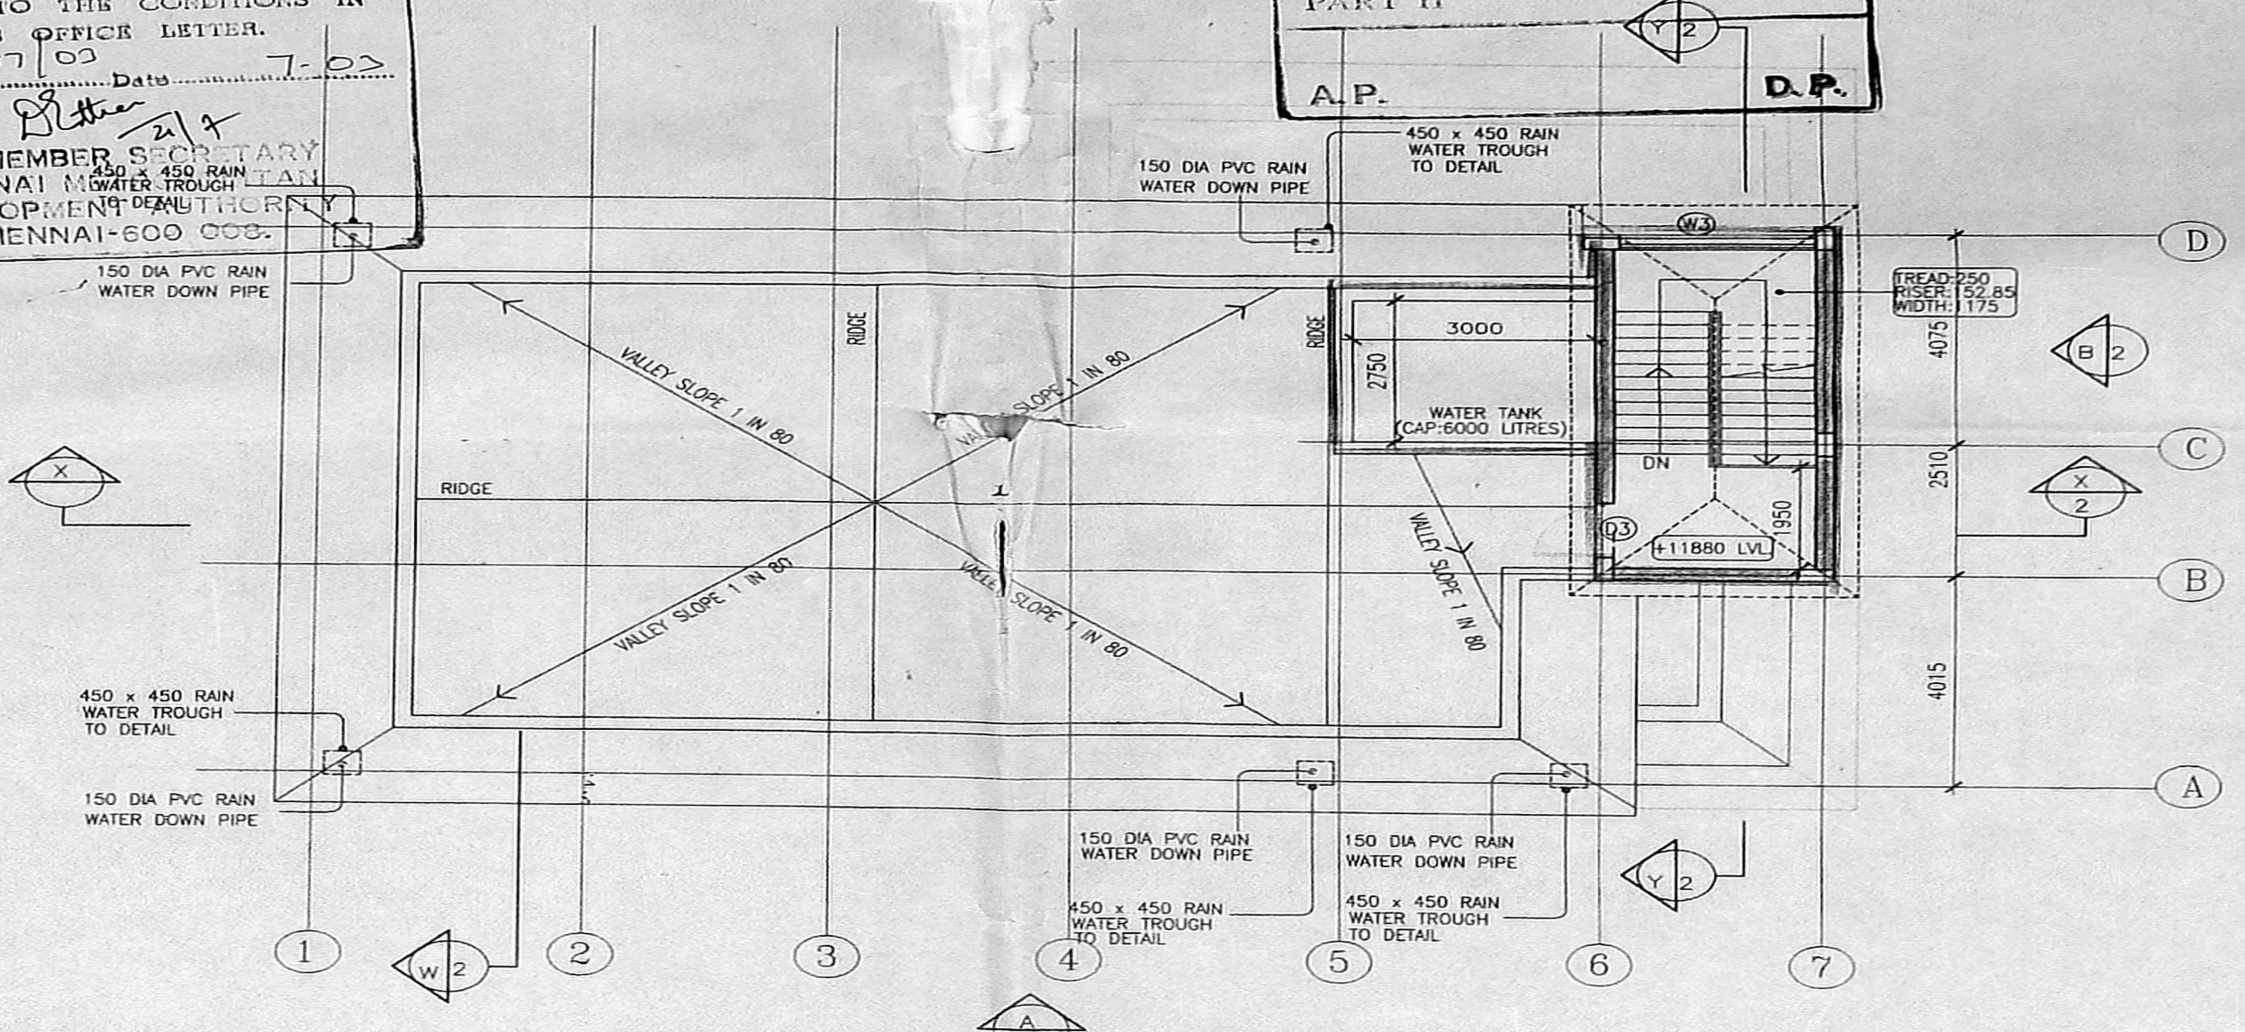 TO THE CONDITIONS IN
OFFICE LETTER.
7/03
Date 7-03
21/7
MEMBER SECRETARY
OPMENT AUTHORITY
ENNAI-600 008.
PART II
A.P.
D.P.
Y 2
450 x 450 RAIN
WATER TROUGH
TO DETAIL
150 DIA PVC RAIN
WATER DOWN PIPE
150 DIA PVC RAIN
WATER DOWN PIPE
450 x 450 RAIN
WATER TROUGH
TO DETAIL
W3
D
TREAD:250
RISER:152.85
WIDTH:1175
4075
B 2
RIDGE
RIDGE
3000
2750
WATER TANK
(CAP:6000 LITRES)
VALLEY SLOPE 1 IN 80
SLOPE 1 IN 80
C
DN
X
RIDGE
2510
X
2
1950
D3
+11880 LVL
VALLEY SLOPE 1 IN 80
VALLEY SLOPE 1 IN 80
VALLEY SLOPE 1 IN 80
B
4015
450 x 450 RAIN
WATER TROUGH
TO DETAIL
150 DIA PVC RAIN
WATER DOWN PIPE
A
150 DIA PVC RAIN
WATER DOWN PIPE
150 DIA PVC RAIN
WATER DOWN PIPE
450 x 450 RAIN
WATER TROUGH
TO DETAIL
450 x 450 RAIN
WATER TROUGH
TO DETAIL
Y 2
1
W 2
2
3
4
5
6
7
A